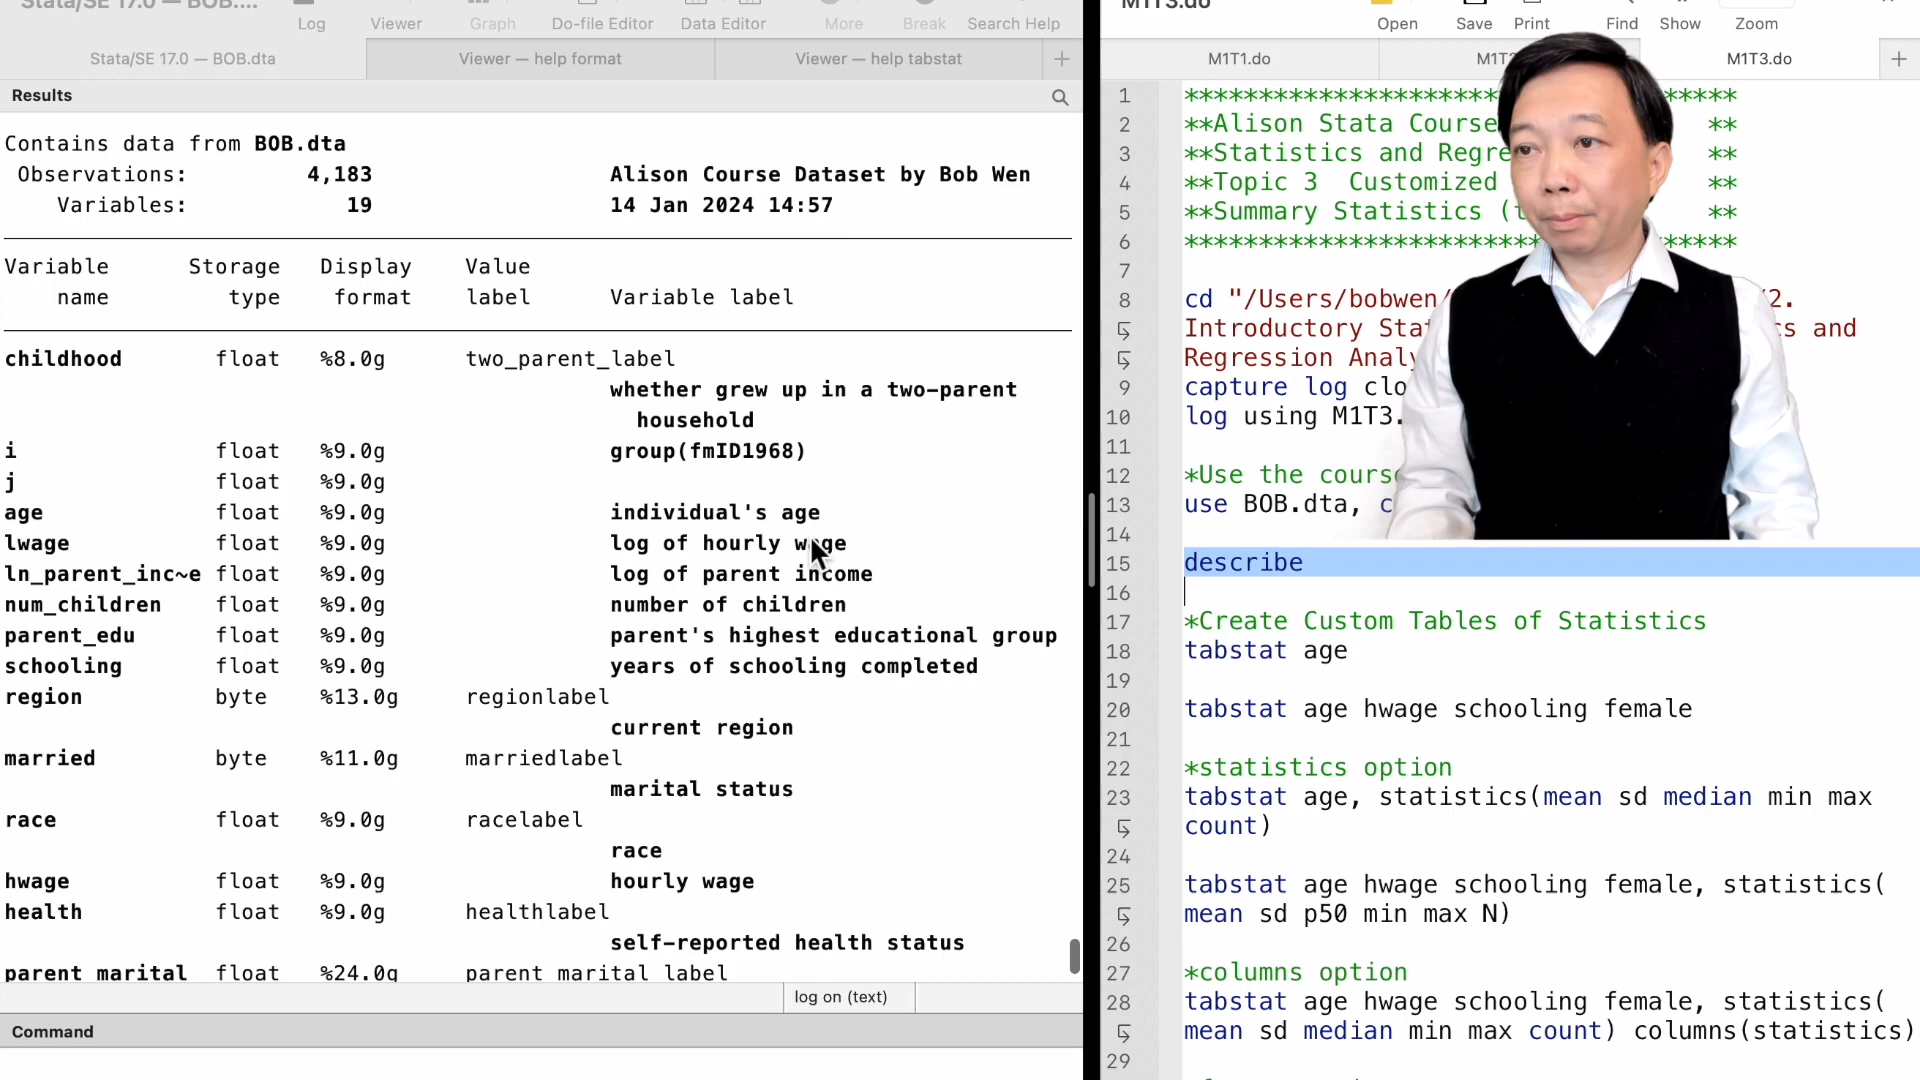 Stata/SE 17.0 — BOB.…
Log
Viewer
Graph
Do-file Editor
Data Editor
More
Break
Search Help
Stata/SE 17.0 — BOB.dta
Viewer — help format
Viewer — help tabstat
Results
Contains data from BOB.dta
Observations: 4,183 Alison Course Dataset by Bob Wen
Variables: 19 14 Jan 2024 14:57
Variable Storage Display Value
name type format label Variable label
childhood float %8.0g two_parent_label
whether grew up in a two-parent
household
i float %9.0g group(fmID1968)
j float %9.0g
age float %9.0g individual's age
lwage float %9.0g log of hourly wage
ln_parent_inc~e float %9.0g log of parent income
num_children float %9.0g number of children
parent_edu float %9.0g parent's highest educational group
schooling float %9.0g years of schooling completed
region byte %13.0g regionlabel
current region
married byte %11.0g marriedlabel
marital status
race float %9.0g racelabel
race
hwage float %9.0g hourly wage
health float %9.0g healthlabel
self-reported health status
parent_marital float %24.0g parent_marital_label
log on (text)
Command
M1T3.do
Open
Save
Print
Find
Show
Zoom
M1T1.do
M1T3.do
1 ************************ *****
2 **Alison Stata Course **
3 **Statistics and Regre **
4 **Topic 3 Customized **
5 **Summary Statistics ( **
6 ************************ *****
7
8 cd "/Users/bobwen/ /2.
Introductory Stat cs and
Regression Analy
9 capture log clo
10 log using M1T3.
11
12 *Use the course
13 use BOB.dta, c
14
15 describe
16
17 *Create Custom Tables of Statistics
18 tabstat age
19
20 tabstat age hwage schooling female
21
22 *statistics option
23 tabstat age, statistics(mean sd median min max
count)
24
25 tabstat age hwage schooling female, statistics(
mean sd p50 min max N)
26
27 *columns option
28 tabstat age hwage schooling female, statistics(
mean sd median min max count) columns(statistics)
29